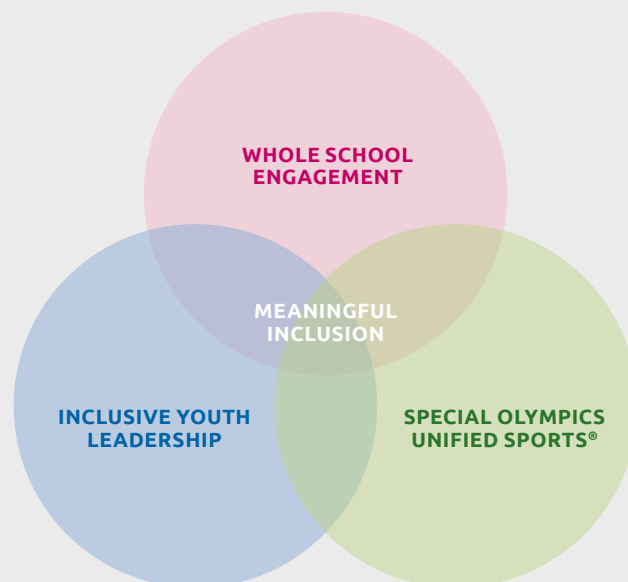 WHOLE SCHOOL
ENGAGEMENT
MEANINGFUL
INCLUSION
INCLUSIVE YOUTH
LEADERSHIP
SPECIAL OLYMPICS
UNIFIED SPORTS®